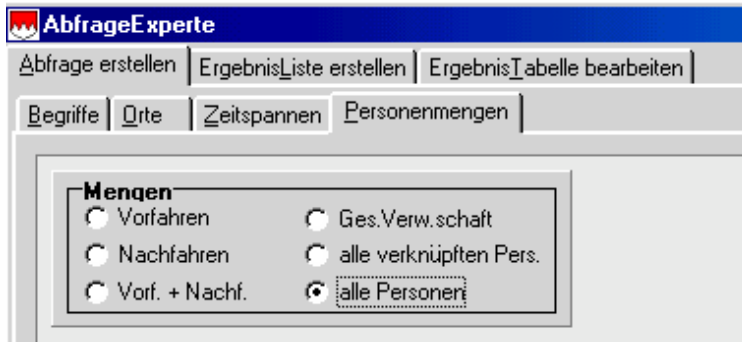 AbfrageExperte
Abfrage erstellen ErgebnisListe erstellen ErgebnisTabelle bearbeiten
Begriffe Orte Zeitspannen Personenmengen
Mengen
Vorfahren Ges.Verw.schaft
Nachfahren alle verknüpften Pers.
Vorf. + Nachf. alle Personen